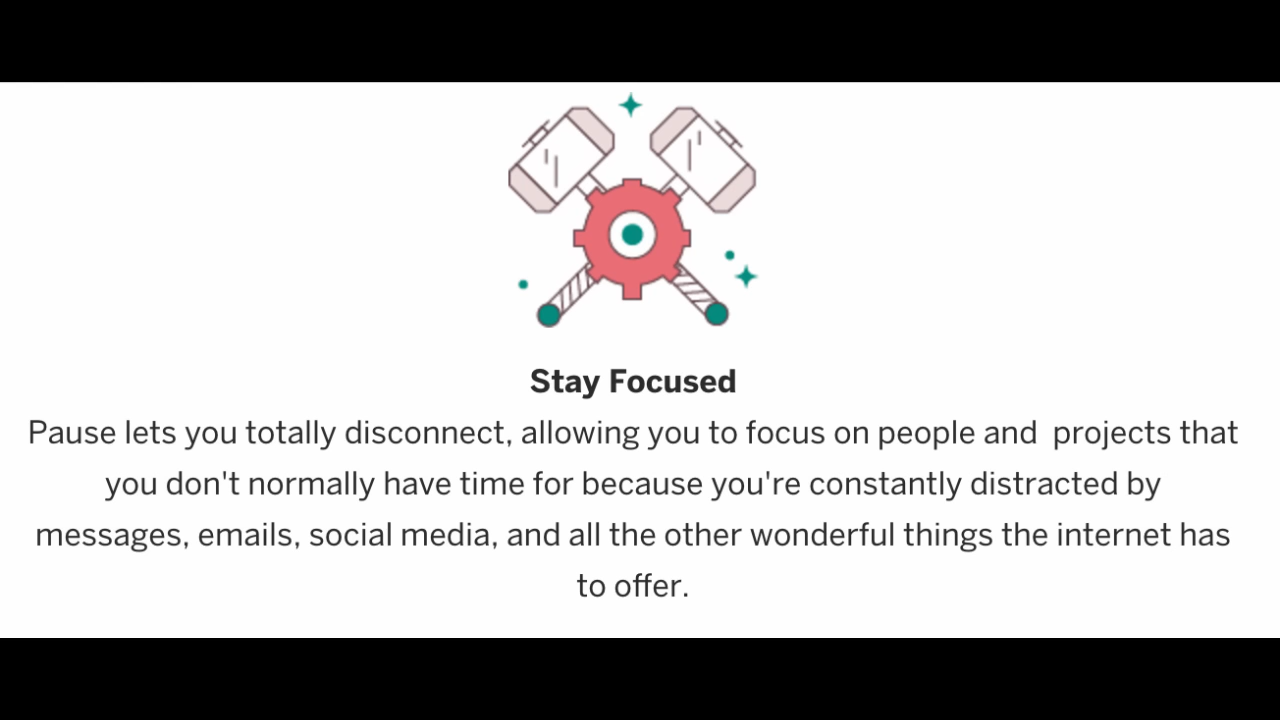 Stay Focused
Pause lets you totally disconnect, allowing you to focus on people and  projects that
you don't normally have time for because you're constantly distracted by
messages, emails, social media, and all the other wonderful things the internet has
to offer.